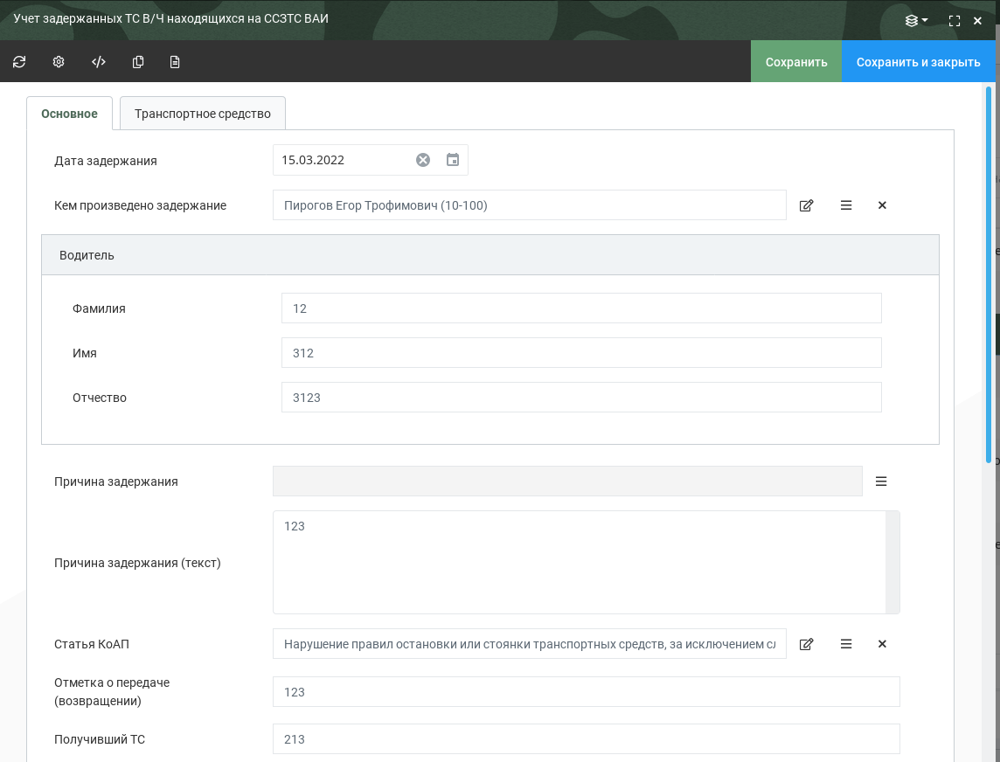 Учет задержанных ТС В/Ч находящихся на ССЗТС ВАИ
Сохранить
Сохранить и закрыть
Основное
Транспортное средство
Дата задержания
15.03.2022
Кем произведено задержание
Пирогов Егор Трофимович (10-100)
Водитель
Фамилия
12
Имя
312
Отчество
3123
Причина задержания
Причина задержания (текст)
123
Статья КоАП
Нарушение правил остановки или стоянки транспортных средств, за исключением сл
Отметка о передаче
(возвращении)
123
Получивший ТС
213